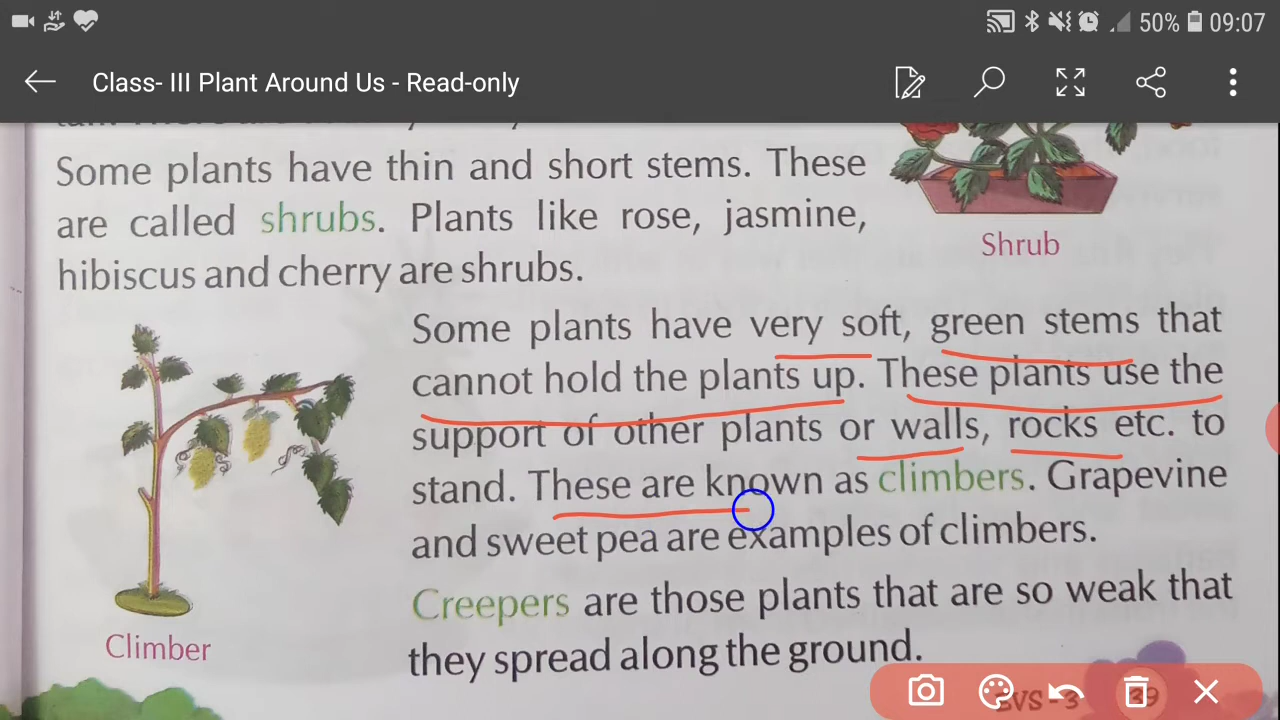 50% 09:07
Class- III Plant Around Us - Read-only
Some plants have thin and short stems. These
are called shrubs. Plants like rose, jasmine,
hibiscus and cherry are shrubs.
Shrub
Some plants have very soft, green stems that
cannot hold the plants up. These plants use the
support of other plants or walls, rocks etc. to
stand. These are known as climbers. Grapevine
and sweet pea are examples of climbers.
Climber
Creepers are those plants that are so weak that
they spread along the ground.
EVS - 3 39